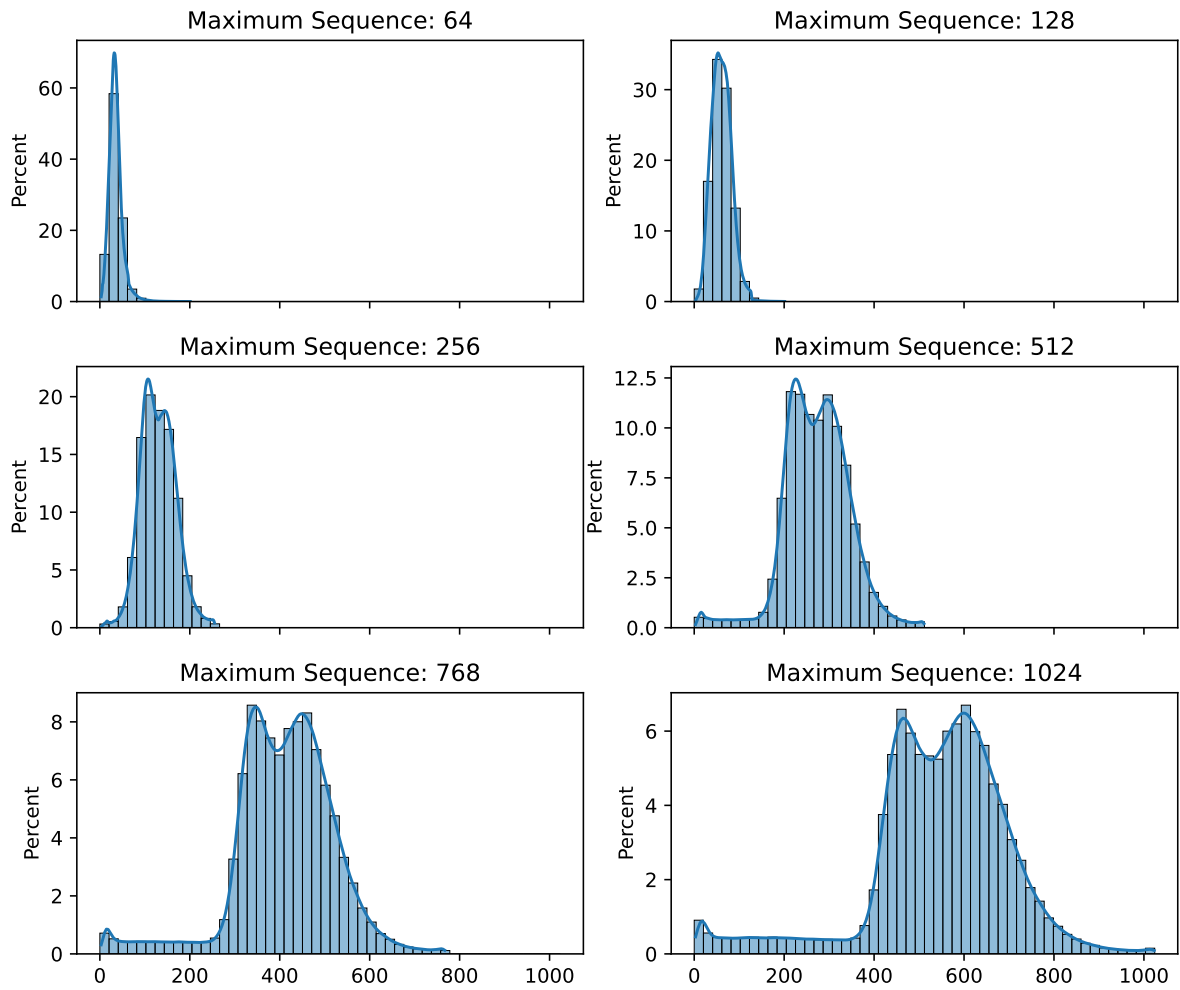 Maximum Sequence: 64
Percent
60
40
20
0
Maximum Sequence: 128
Percent
30
20
10
0
Maximum Sequence: 256
Percent
20
15
10
5
0
Maximum Sequence: 512
Percent
12.5
10.0
7.5
5.0
2.5
0.0
Maximum Sequence: 768
Percent
8
6
4
2
0
0 200 400 600 800 1000
Maximum Sequence: 1024
Percent
6
4
2
0
0 200 400 600 800 1000